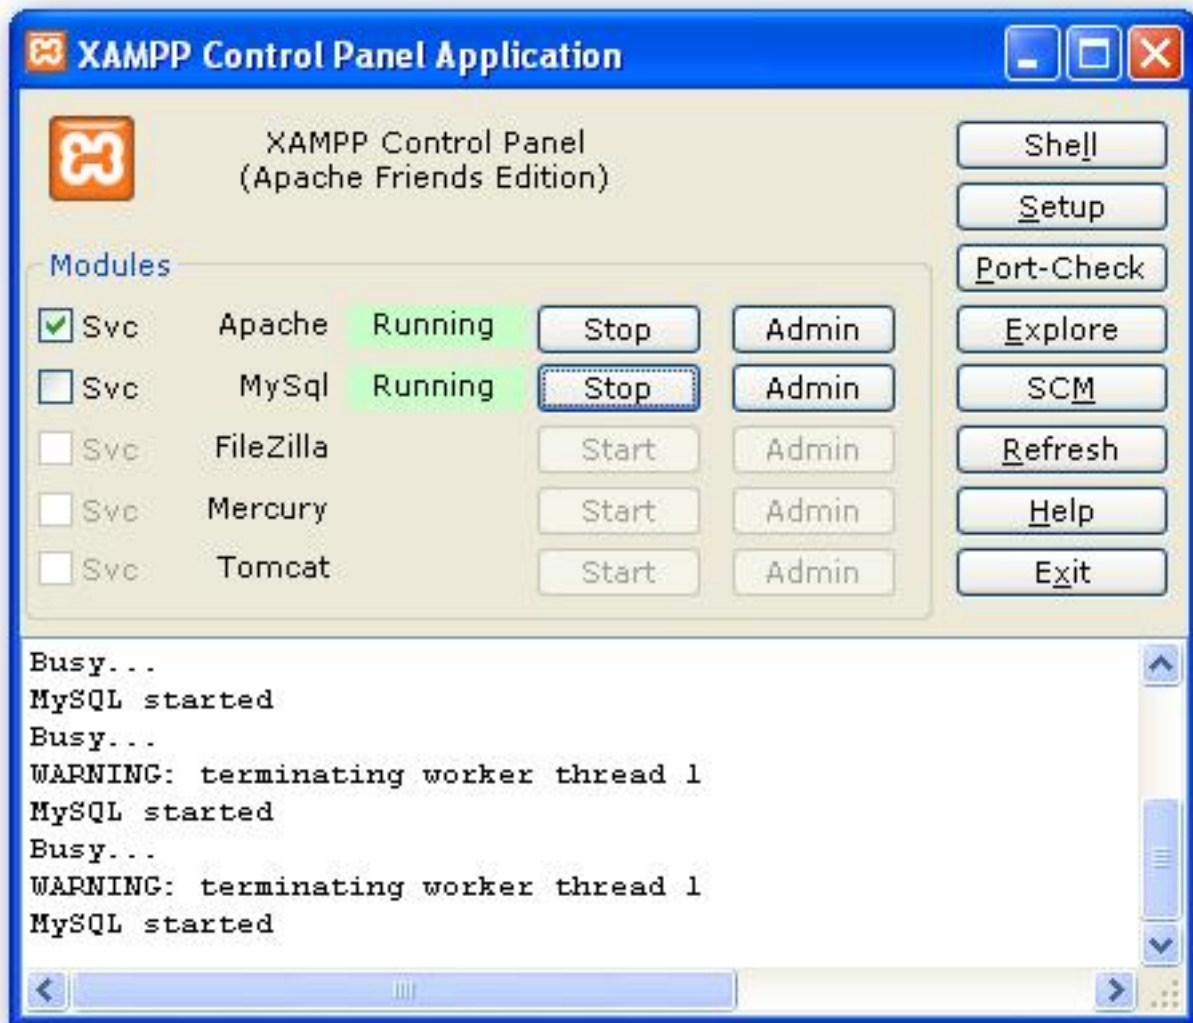 XAMPP Control Panel Application
XAMPP Control Panel
(Apache Friends Edition)
Shell
Setup
Port-Check
Explore
SCM
Refresh
Help
Exit
Modules
Svc Apache Running Stop Admin
Svc MySql Running Stop Admin
Svc FileZilla Start Admin
Svc Mercury Start Admin
Svc Tomcat Start Admin
Busy...
MySQL started
Busy...
WARNING: terminating worker thread 1
MySQL started
Busy...
WARNING: terminating worker thread 1
MySQL started